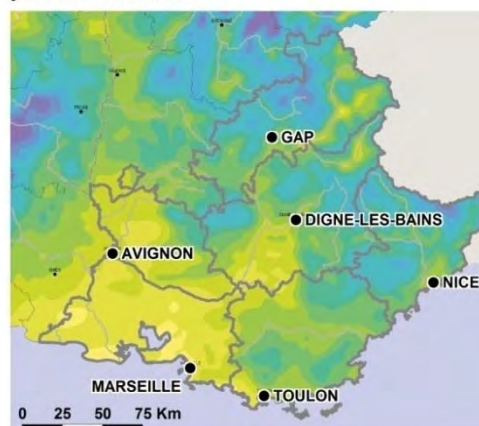 GAP
DIGNE-LES-BAINS
AVIGNON
NICE
MARSEILLE
TOULON
0 25 50 75 Km